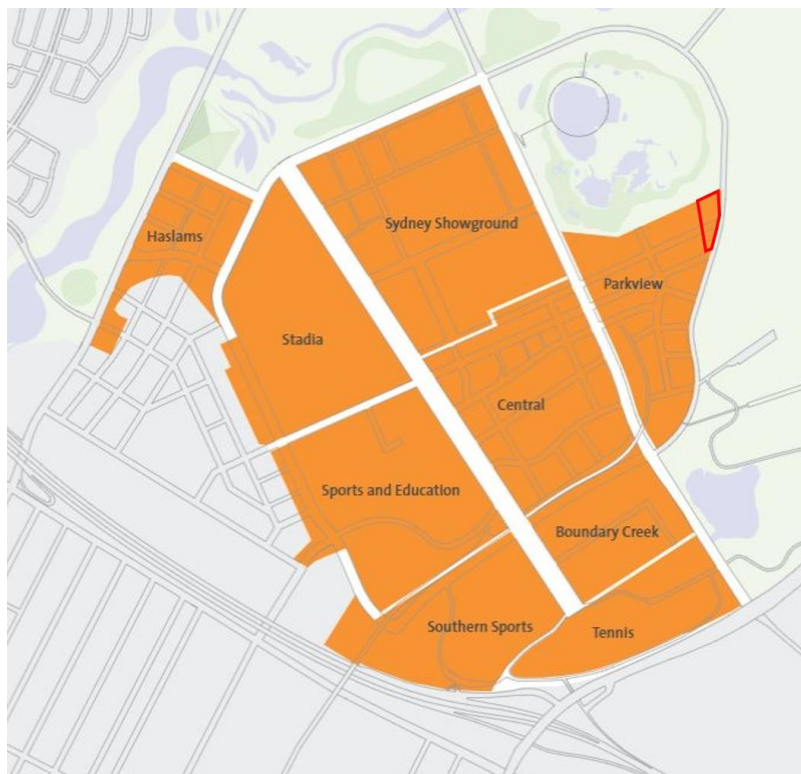 Sydney Showground
Haslams
Parkview
Stadia
Central
Sports and Education
Boundary Creek
Southern Sports
Tennis